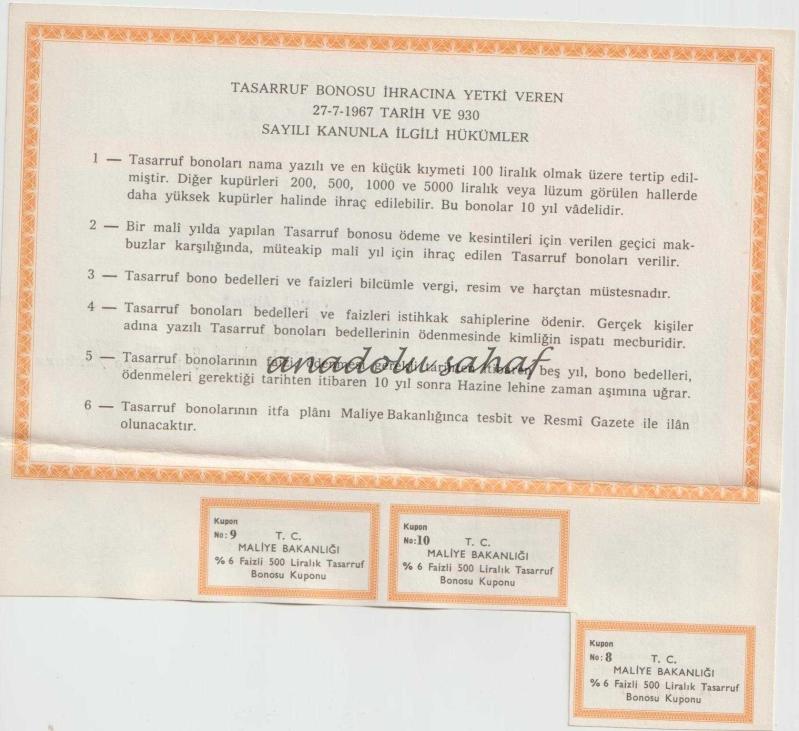 TASARRUF BONOSU İHRACINA YETKİ VEREN
27-7-1967 TARİH VE 930
SAYILI KANUNLA İLGİLİ HÜKÜMLER
1 — Tasarruf bonoları nama yazılı ve en küçük kıymeti 100 liralık olmak üzere tertip edil-
miştir. Diğer kupürleri 200, 500, 1000 ve 5000 liralık veya lüzum görülen hallerde
daha yüksek kupürler halinde ihraç edilebilir. Bu bonolar 10 yıl vâdelidir.
2 — Bir malî yılda yapılan Tasarruf bonosu ödeme ve kesintileri için verilen geçici mak-
buzlar karşılığında, müteakip malî yıl için ihraç edilen Tasarruf bonoları verilir.
3 — Tasarruf bono bedelleri ve faizleri bilcümle vergi, resim ve harçtan müstesnadır.
4 — Tasarruf bonoları bedelleri ve faizleri istihkak sahiplerine ödenir. Gerçek kişiler
adına yazılı Tasarruf bonoları bedellerinin ödenmesinde kimliğin ispatı mecburidir.
5 — Tasarruf bonolarının faizle ödenmesi gerekti tarihten itibaren beş yıl, bono bedelleri,
anadolu sahaf
ödenmeleri gerektiği tarihten itibaren 10 yıl sonra Hazine lehine zaman aşımına uğrar.
6 — Tasarruf bonolarının itfa plânı Maliye Bakanlığınca tesbit ve Resmî Gazete ile ilân
olunacaktır.
Kupon
No: 9 T. C.
MALİYE BAKANLIĞI
% 6 Faizli 500 Liralık Tasarruf
Bonosu Kuponu
Kupon
No: 10 T. C.
MALİYE BAKANLIĞI
% 6 Faizli 500 Liralık Tasarruf
Bonosu Kuponu
Kupon
No: 8 T. C.
MALİYE BAKANLIĞI
% 6 Faizli 500 Liralık Tasarruf
Bonosu Kuponu